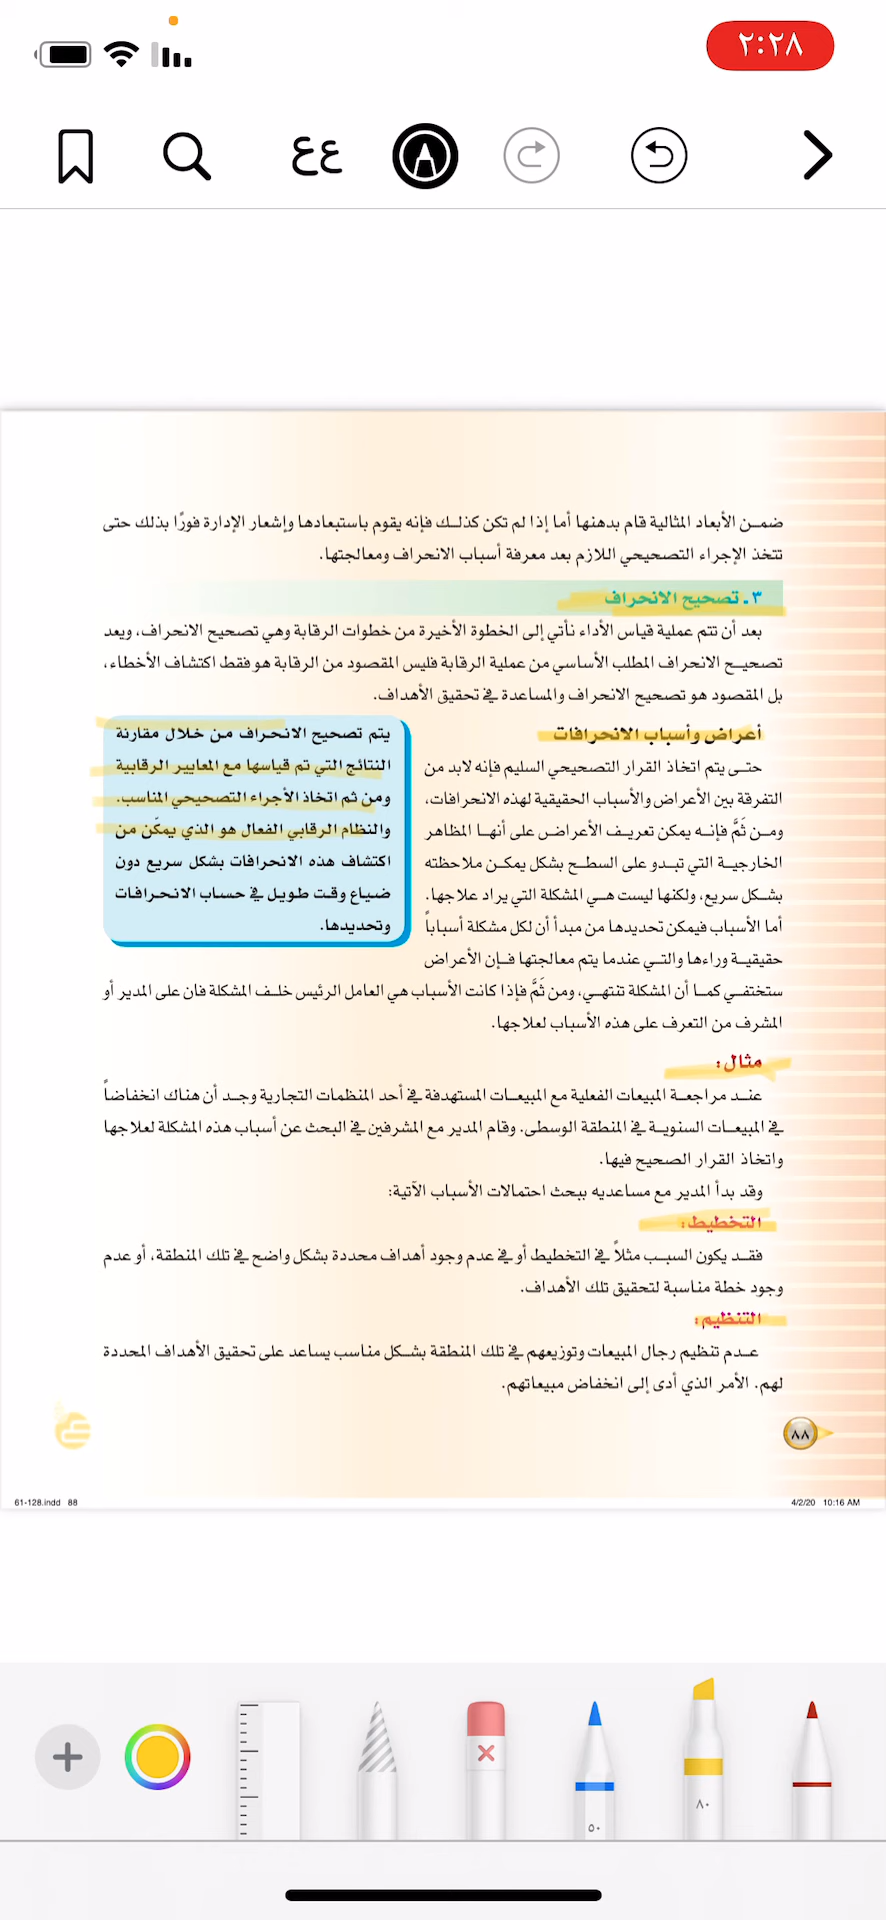 ٢:٢٨
عع
ضمن الأبعاد المثالية قام بدهنها أما إذا لم تكن كذلك فإنه يقوم باستبعادها وإشعار الإدارة فورًا بذلك حتى
تتخذ الإجراء التصحيحي اللازم بعد معرفة أسباب الانحراف ومعالجتها.
٣ـ تصحيح الانحراف
بعد أن تتم عملية قياس الأداء نأتي إلى الخطوة الأخيرة من خطوات الرقابة وهي تصحيح الانحراف، ويعد
تصحيح الانحراف المطلب الأساسي من عملية الرقابة فليس المقصود من الرقابة هو فقط اكتشاف الأخطاء،
بل المقصود هو تصحيح الانحراف والمساعدة في تحقيق الأهداف.
أعراض وأسباب الانحرافات
حتى يتم اتخاذ القرار التصحيحي السليم فإنه لابد من
التفرقة بين الأعراض والأسباب الحقيقية لهذه الانحرافات،
ومن ثَمَّ فإنه يمكن تعريف الأعراض على أنها المظاهر
الخارجية التي تبدو على السطح بشكل يمكن ملاحظته
بشكل سريع، ولكنها ليست هي المشكلة التي يراد علاجها.
أما الأسباب فيمكن تحديدها من مبدأ أن لكل مشكلة أسباباً
حقيقية وراءها والتي عندما يتم معالجتها فإن الأعراض
ستختفي كما أن المشكلة تنتهي، ومن ثَمَّ فإذا كانت الأسباب هي العامل الرئيس خلف المشكلة فان على المدير أو
المشرف من التعرف على هذه الأسباب لعلاجها.
يتم تصحيح الانحراف من خلال مقارنة
النتائج التي تم قياسها مع المعايير الرقابية
ومن ثم اتخاذ الأجراء التصحيحي المناسب.
والنظام الرقابي الفعال هو الذي يمكّن من
اكتشاف هذه الانحرافات بشكل سريع دون
ضياع وقت طويل في حساب الانحرافات
وتحديدها.
مثال:
عند مراجعة المبيعات الفعلية مع المبيعات المستهدفة في أحد المنظمات التجارية وجد أن هناك انخفاضاً
في المبيعات السنوية في المنطقة الوسطى. وقام المدير مع المشرفين في البحث عن أسباب هذه المشكلة لعلاجها
واتخاذ القرار الصحيح فيها.
وقد بدأ المدير مع مساعديه ببحث احتمالات الأسباب الآتية:
التخطيط:
فقد يكون السبب مثلاً في التخطيط أو في عدم وجود أهداف محددة بشكل واضح في تلك المنطقة، أو عدم
وجود خطة مناسبة لتحقيق تلك الأهداف.
التنظيم:
عدم تنظيم رجال المبيعات وتوزيعهم في تلك المنطقة بشكل مناسب يساعد على تحقيق الأهداف المحددة
لهم. الأمر الذي أدى إلى انخفاض مبيعاتهم.
٨٨
61-128.indd 88
4/2/20 10:16 AM
٥٠
٨٠